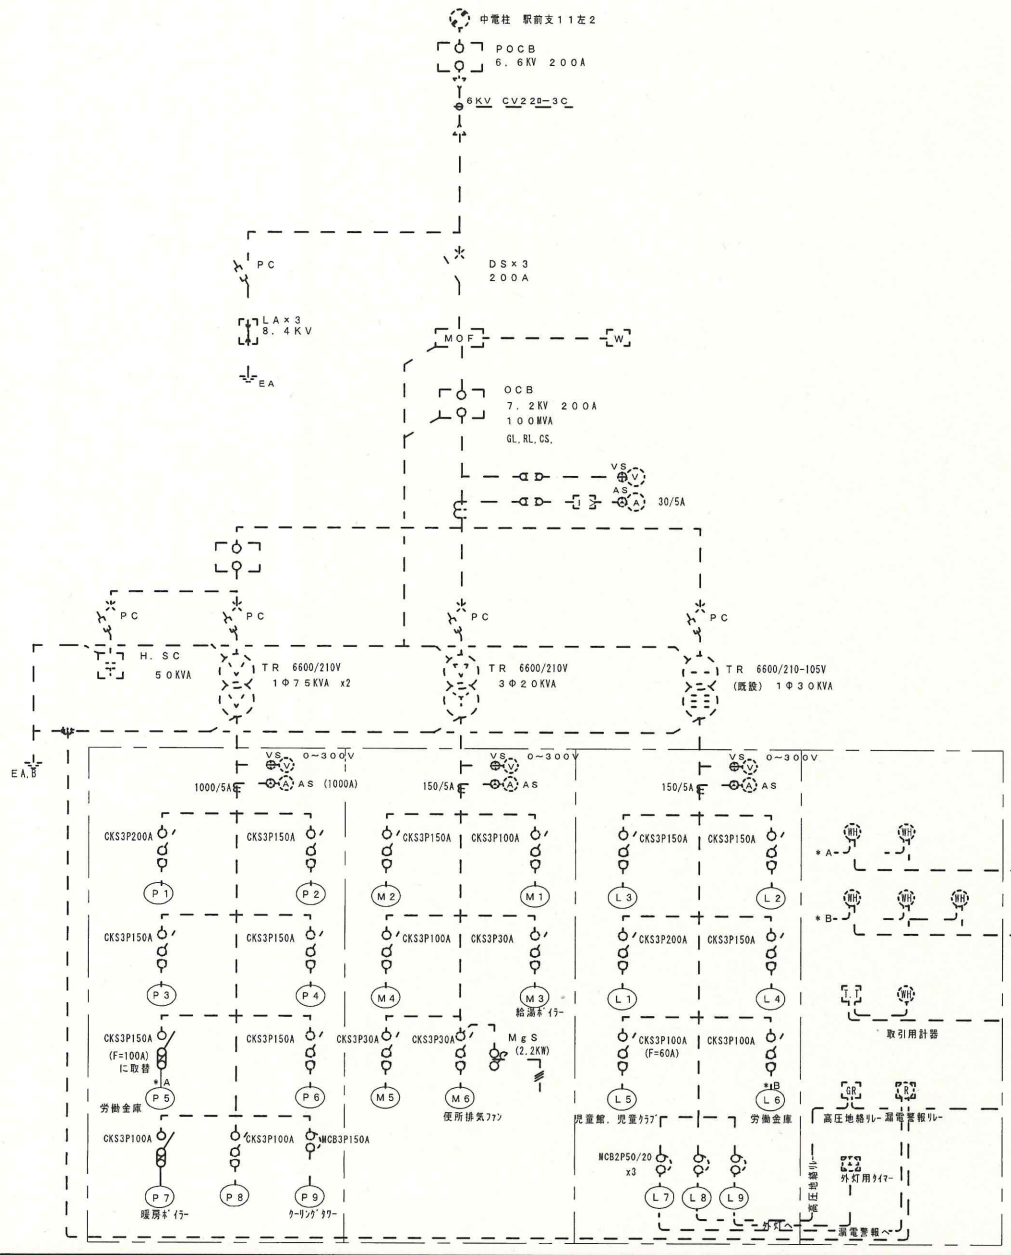 中電柱 駅前支11左2
POCB
6.6KV 200A
6KV CV22□-3C
PC
DS×3
200A
LA×3
8.4KV
EA
MOF
W
OCB
7.2KV 200A
100MVA
GL, RL, CS,
VS
V
AS
A
I>
30/5A
PC
PC
PC
PC
H. SC
50KVA
TR 6600/210V
1Φ75KVA x2
TR 6600/210V
3Φ20KVA
TR 6600/210-105V
(既設) 1Φ30KVA
EA,B
VS 0~300V
V
1000/5A
A AS (1000A)
VS 0~300V
V
150/5A
A AS
VS 0~300V
V
150/5A
A AS
CKS3P200A
CKS3P150A
CKS3P150A
CKS3P100A
CKS3P150A
CKS3P150A
P1
P2
M2
M1
L3
L2
WH
WH
*A
WH
WH
WH
*B
CKS3P150A
CKS3P150A
CKS3P100A
CKS3P30A
CKS3P200A
CKS3P150A
P3
P4
M4
M3
L1
L4
給湯ボイラー
T.T
WH
取引用計器
CKS3P150A
(F=100A)
に取替
*A
CKS3P150A
CKS3P30A
CKS3P30A
MgS
(2.2KW)
CKS3P100A
(F=60A)
CKS3P100A
*B
P5
P6
M5
M6
L5
L6
労働金庫
便所排気ファン
児童館, 児童クラブ
労働金庫
GR
R
高圧地絡リレー
漏電警報リレー
CKS3P100A
CKS3P100A
MCB3P150A
MCB2P50/20
x3
P7
P8
P9
L7
L8
L9
暖房ボイラー
クーリングタワー
高圧地絡リレー
外灯用タイマー
外灯へ
漏電警報へ